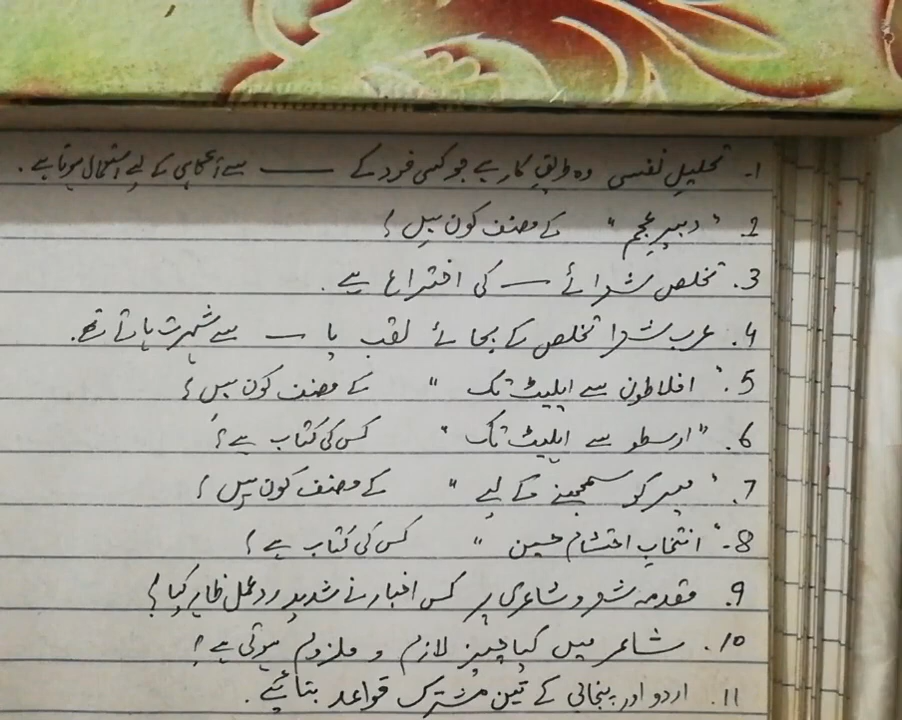 1. تحلیلِ نفسی وہ طریقِ کار ہے جو کسی فرد کے ــــ سے آگاہی کے لیے استعمال ہوتا ہے.
2. "دبیرِ عجم" کے مصنف کون ہیں؟
3. تخلص شعرائے ــــ کی اختراع ہے.
4. عرب شعرا تخلص کے بجائے لقب یا ــــ سے شہرت پاتے تھے.
5. "افلاطون سے ایلیٹ تک" کے مصنف کون ہیں؟
6. "ارسطو سے ایلیٹ تک" کس کی کتاب ہے؟
7. "میر کو سمجھنے کے لیے" کے مصنف کون ہیں؟
8. "انتخابِ احتشام حسین" کس کی کتاب ہے؟
9. مقدمہ شعر و شاعری پر کس اخبار نے شدید ردِعمل ظاہر کیا؟
10. شاعر میں کیا چیز لازم و ملزوم ہوتی ہے؟
11. اردو اور پنجابی کے تین مشترک قواعد بتائیے.